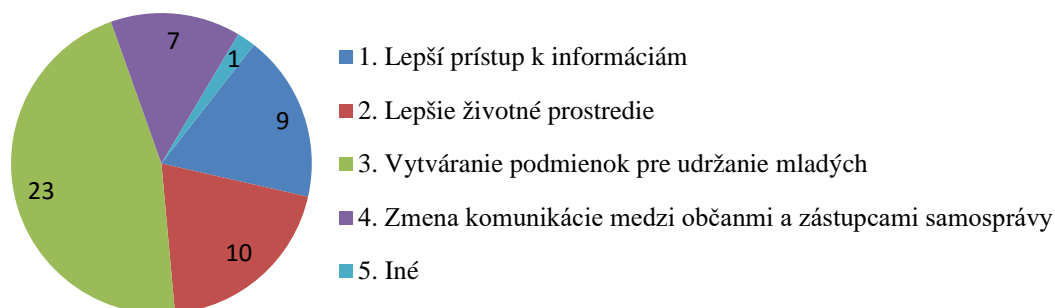 7
1
9
23
10
1. Lepší prístup k informáciám
2. Lepšie životné prostredie
3. Vytváranie podmienok pre udržanie mladých
4. Zmena komunikácie medzi občanmi a zástupcami samosprávy
5. Iné